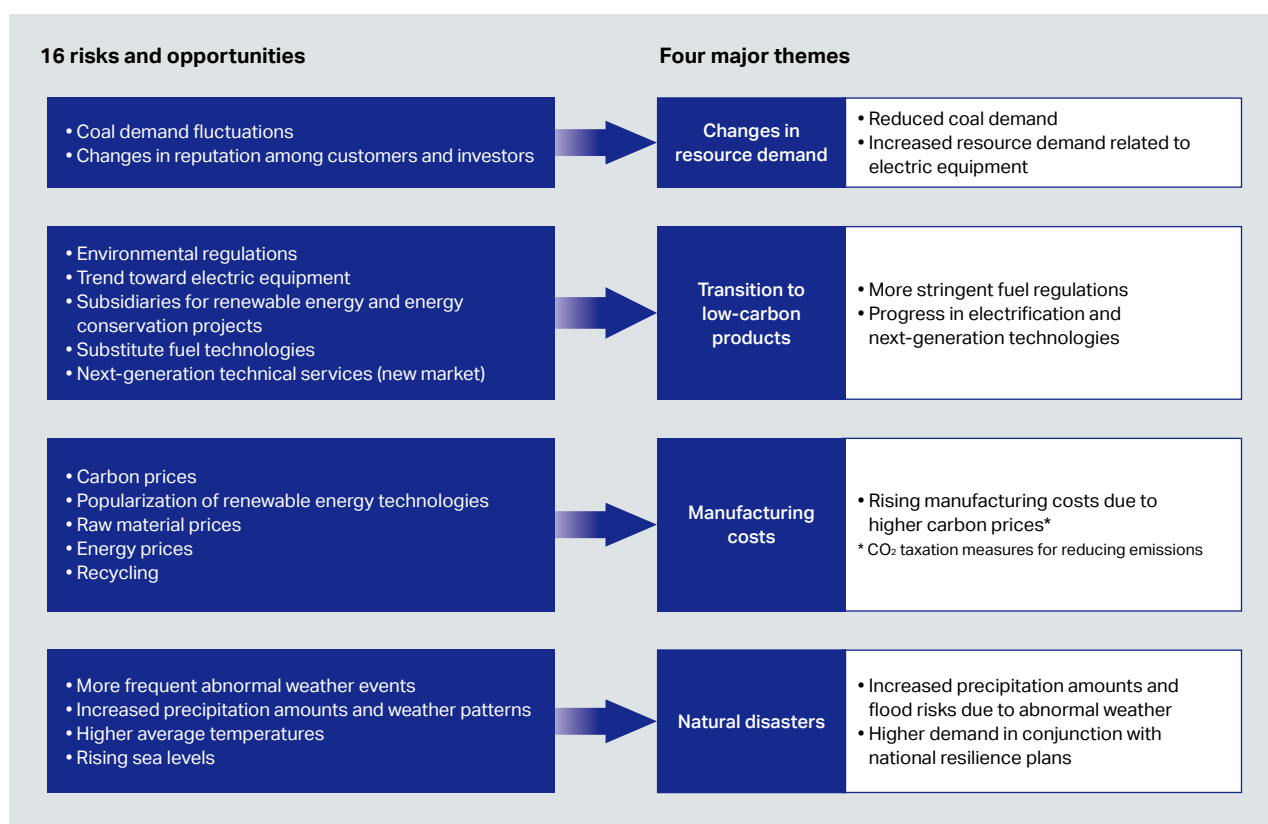 16 risks and opportunities
Four major themes
• Coal demand fluctuations
• Changes in reputation among customers and investors
Changes in
resource demand
• Reduced coal demand
• Increased resource demand related to
electric equipment
• Environmental regulations
• Trend toward electric equipment
• Subsidiaries for renewable energy and energy
conservation projects
• Substitute fuel technologies
• Next-generation technical services (new market)
Transition to
low-carbon
products
• More stringent fuel regulations
• Progress in electrification and
next-generation technologies
• Carbon prices
• Popularization of renewable energy technologies
• Raw material prices
• Energy prices
• Recycling
Manufacturing
costs
• Rising manufacturing costs due to
higher carbon prices*
* CO₂ taxation measures for reducing emissions
• More frequent abnormal weather events
• Increased precipitation amounts and weather patterns
• Higher average temperatures
• Rising sea levels
Natural disasters
• Increased precipitation amounts and
flood risks due to abnormal weather
• Higher demand in conjunction with
national resilience plans